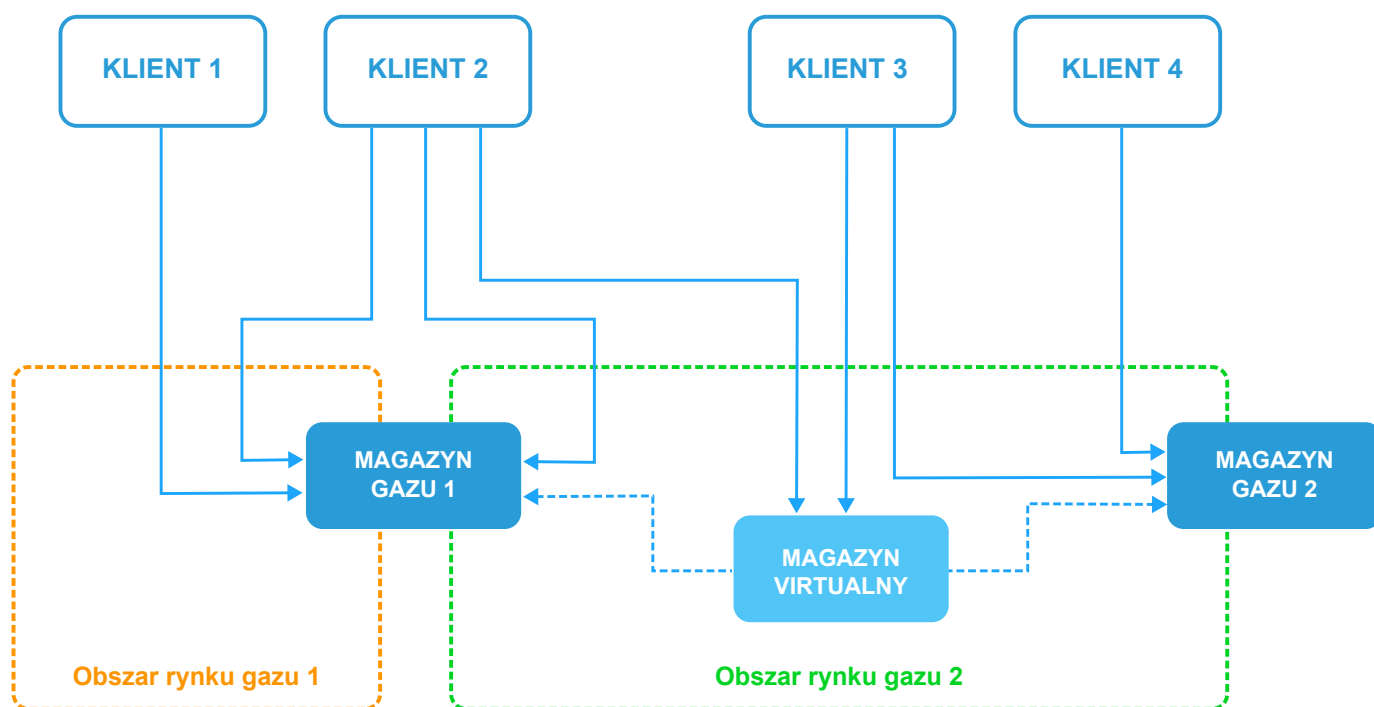 KLIENT 1
KLIENT 2
KLIENT 3
KLIENT 4
MAGAZYN
GAZU 1
MAGAZYN
GAZU 2
MAGAZYN
VIRTUALNY
Obszar rynku gazu 1
Obszar rynku gazu 2